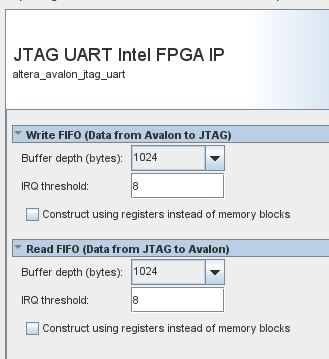 JTAG UART Intel FPGA IP
altera_avalon_jtag_uart
Write FIFO (Data from Avalon to JTAG)
Buffer depth (bytes): 1024
IRQ threshold: 8
Construct using registers instead of memory blocks
Read FIFO (Data from JTAG to Avalon)
Buffer depth (bytes): 1024
IRQ threshold: 8
Construct using registers instead of memory blocks